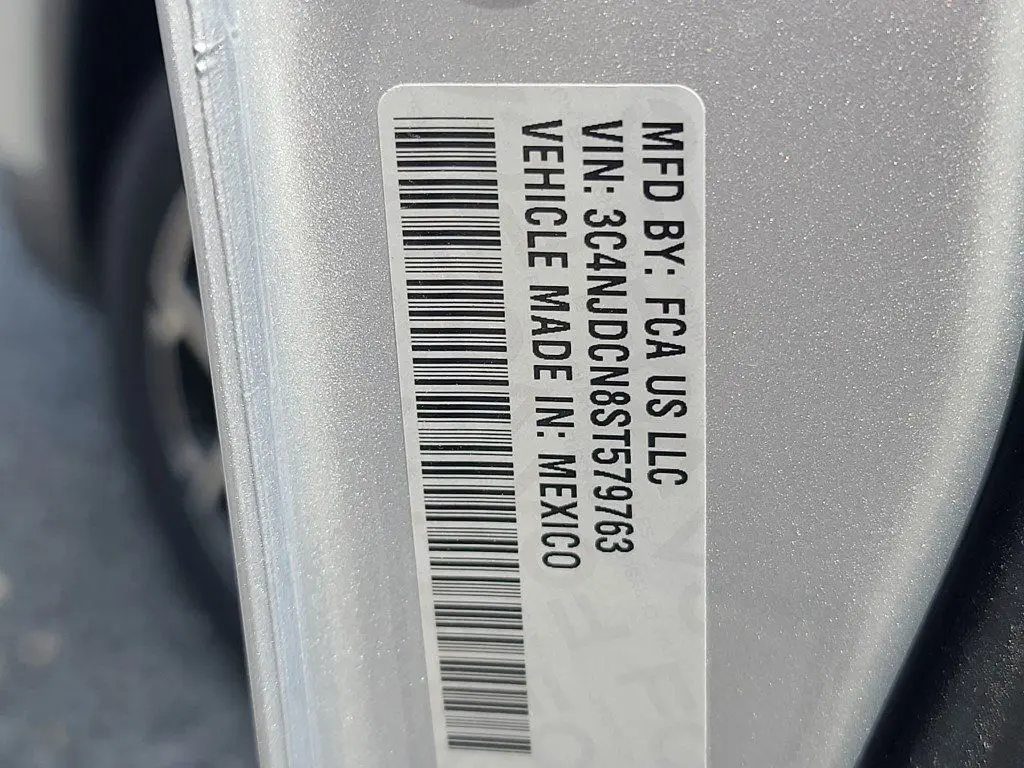 MFD BY: FCA US LLC
VIN: 3C4NJDCN8ST579763
VEHICLE MADE IN: MEXICO